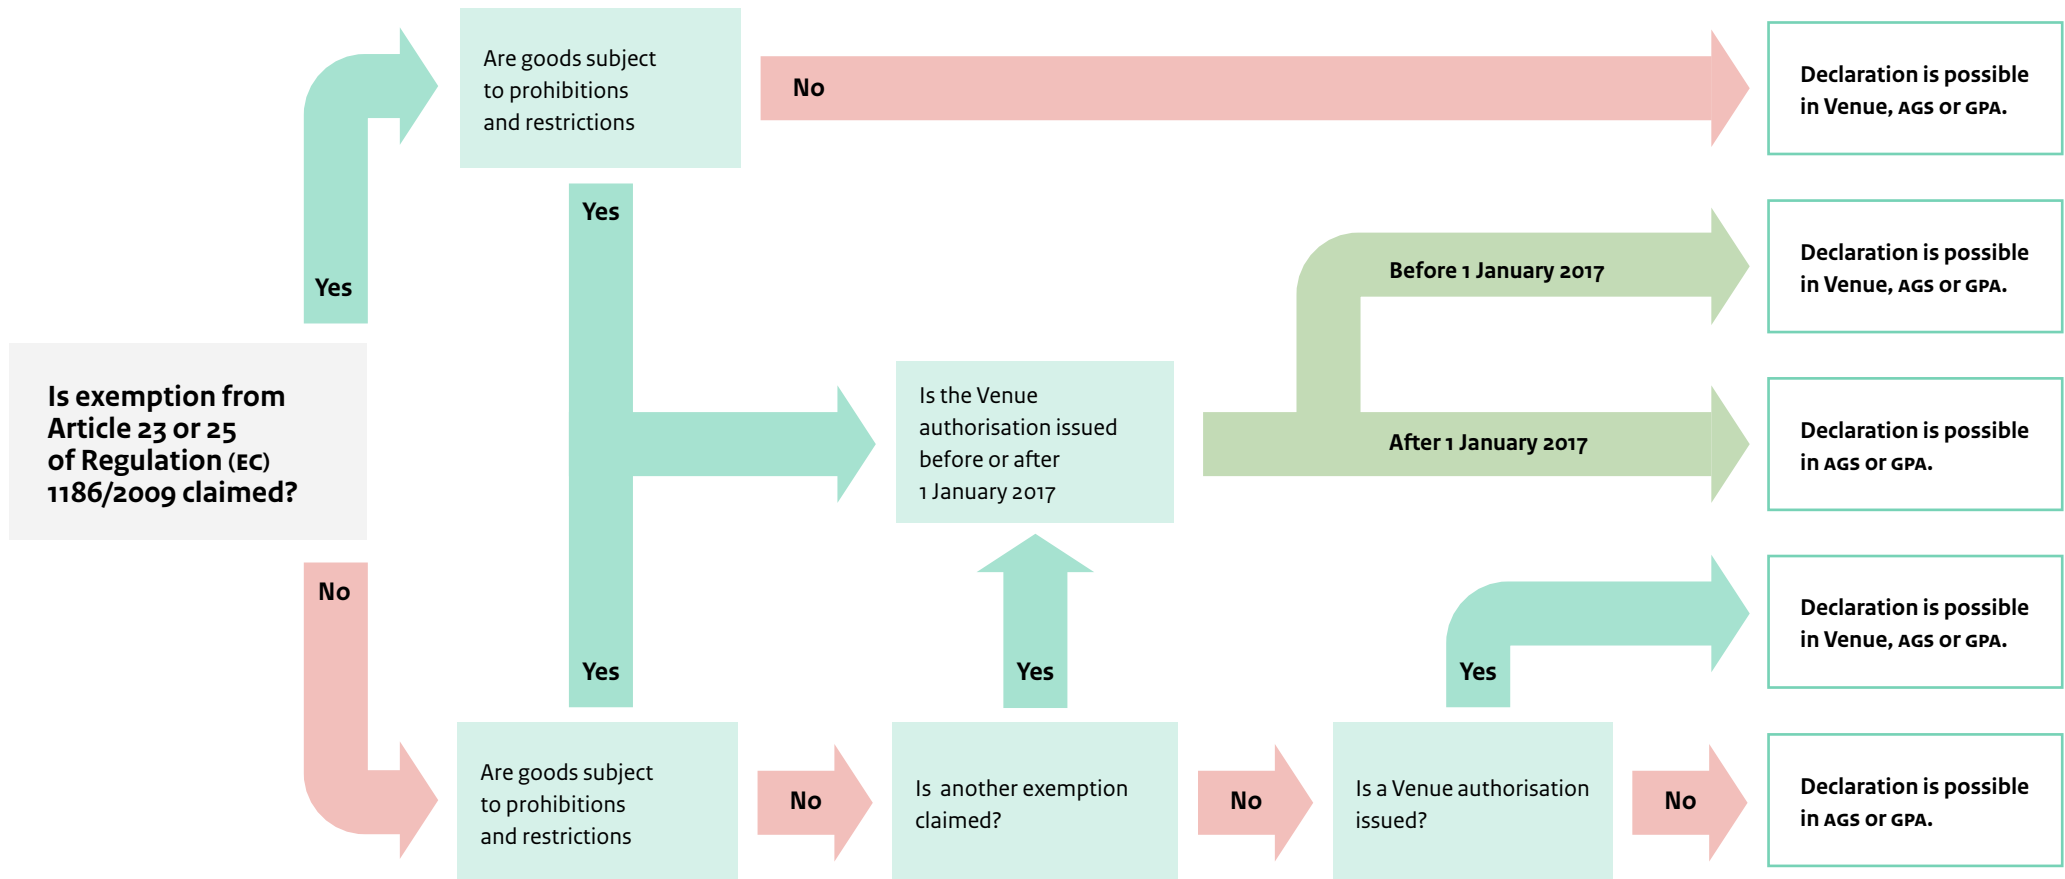 Are goods subject
to prohibitions
and restrictions
No
Declaration is possible
in Venue, AGS or GPA.
Yes
Yes
Before 1 January 2017
Declaration is possible
in Venue, AGS or GPA.
Is exemption from
Article 23 or 25
of Regulation (EC)
1186/2009 claimed?
Is the Venue
authorisation issued
before or after
1 January 2017
After 1 January 2017
Declaration is possible
in AGS or GPA.
No
Yes
Yes
Yes
Declaration is possible
in Venue, AGS or GPA.
Are goods subject
to prohibitions
and restrictions
No
Is another exemption
claimed?
No
Is a Venue authorisation
issued?
No
Declaration is possible
in AGS or GPA.